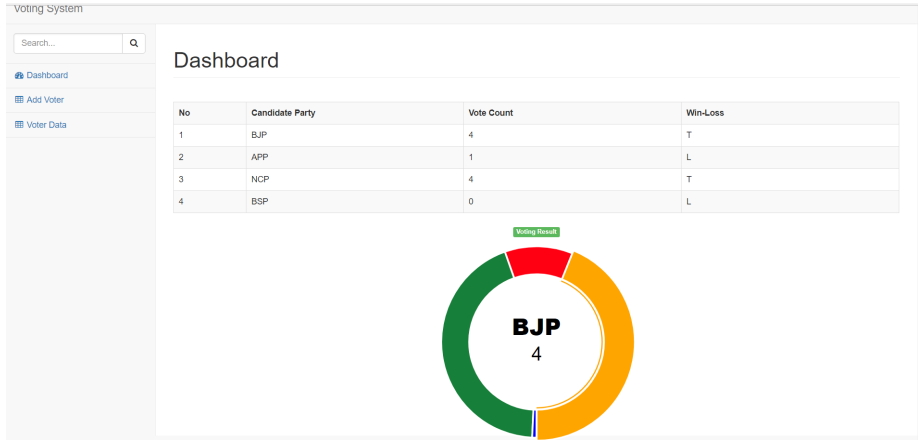 Voting System
Search...
Dashboard
Add Voter
Voter Data
Dashboard
No Candidate Party Vote Count Win-Loss
1 BJP 4 T
2 APP 1 L
3 NCP 4 T
4 BSP 0 L
Voting Result
BJP
4